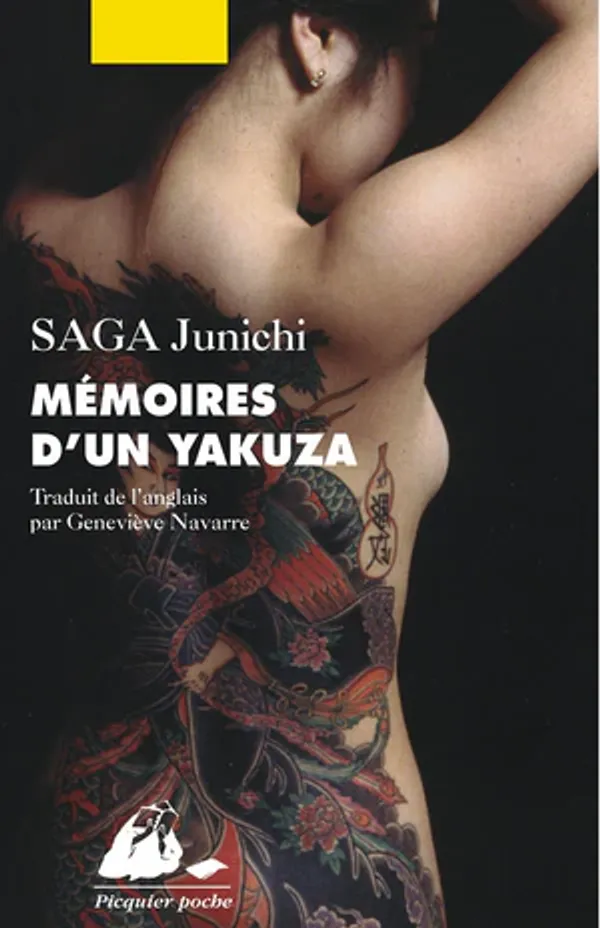 SAGA Junichi
MÉMOIRES
D'UN YAKUZA
Traduit de l'anglais
par Geneviève Navarre
Picquier poche